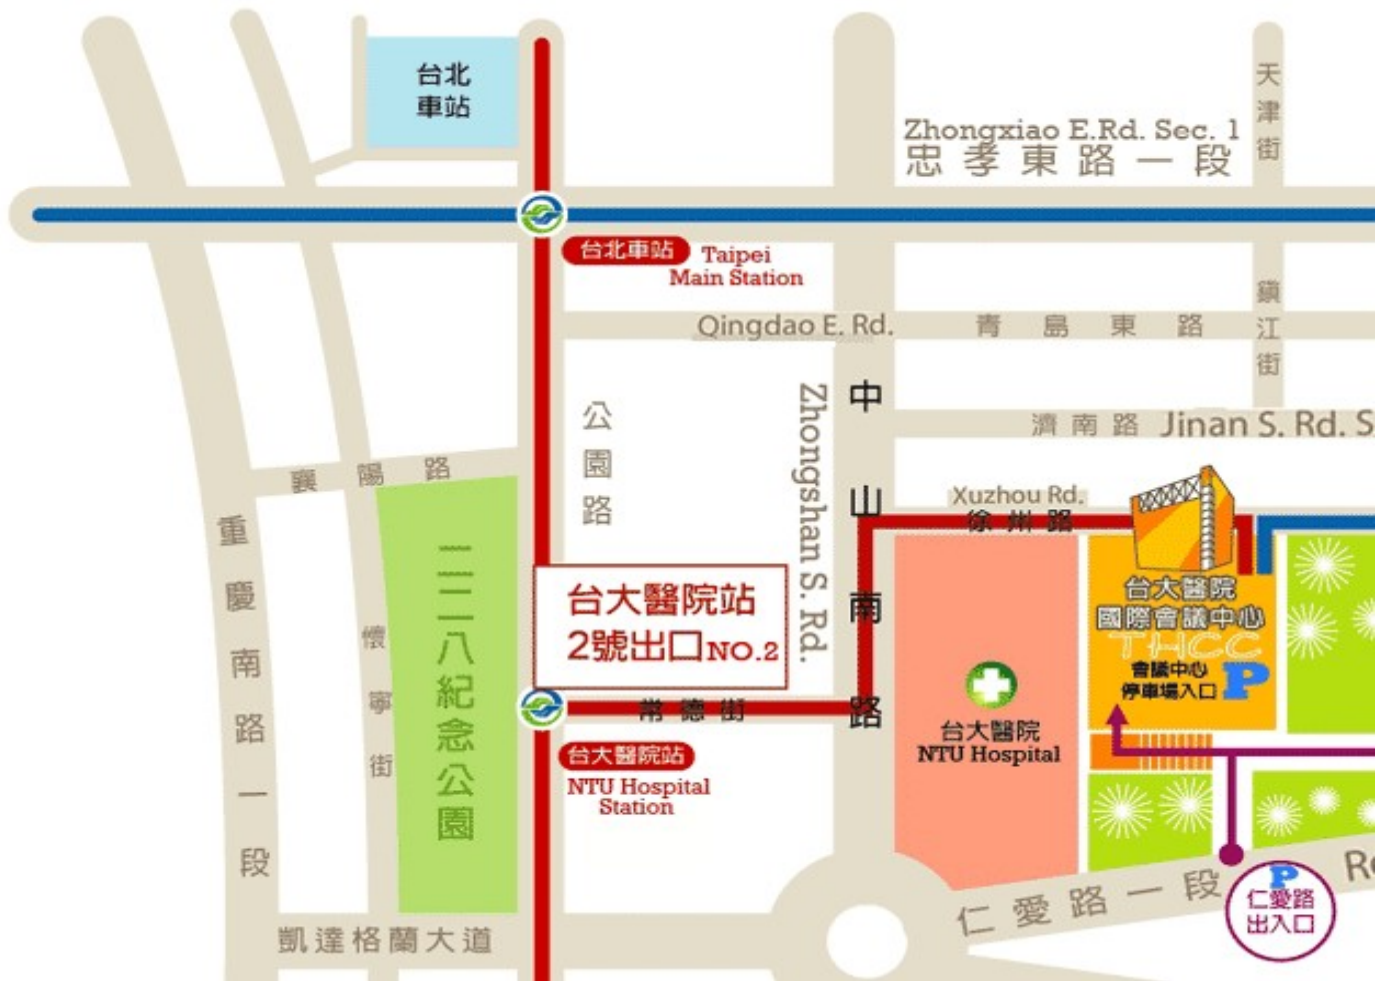 台北
車站
天津街
Zhongxiao E.Rd. Sec. 1
忠孝東路一段
台北車站
Taipei
Main Station
鎮江街
Qingdao E. Rd.
青島東路
公園路
Zhongshan S. Rd.
中山南路
濟南路
Jinan S. Rd. S
襄陽路
Xuzhou Rd.
徐州路
重慶南路一段
二二八紀念公園
懷寧街
台大醫院站
2號出口NO.2
常德街
台大醫院站
NTU Hospital
Station
台大醫院
NTU Hospital
台大醫院
國際會議中心
THCC
會議中心
停車場入口
P
凱達格蘭大道
仁愛路一段
R
P
仁愛路
出入口